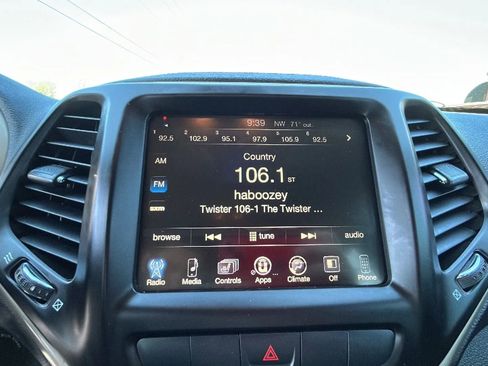 9:39 NW 71° out
1 2 3 4 5 6
92.5 102.9 95.1 97.9 105.9 92.5
AM
Country
FM
106.1 ST
haboozey
Twister 106-1 The Twister ...
browse tune audio
Radio Media Controls Apps Climate Off Phone